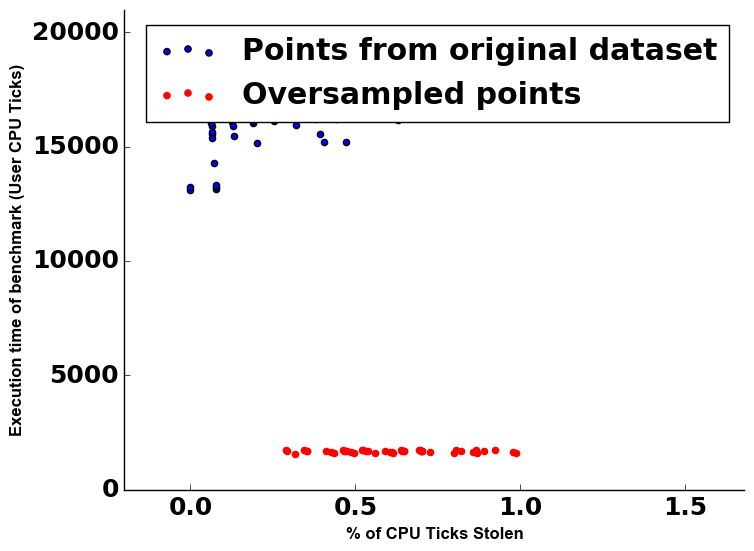 20000
15000
10000
5000
0
Execution time of benchmark (User CPU Ticks)
Points from original dataset
Oversampled points
0.0 0.5 1.0 1.5
% of CPU Ticks Stolen